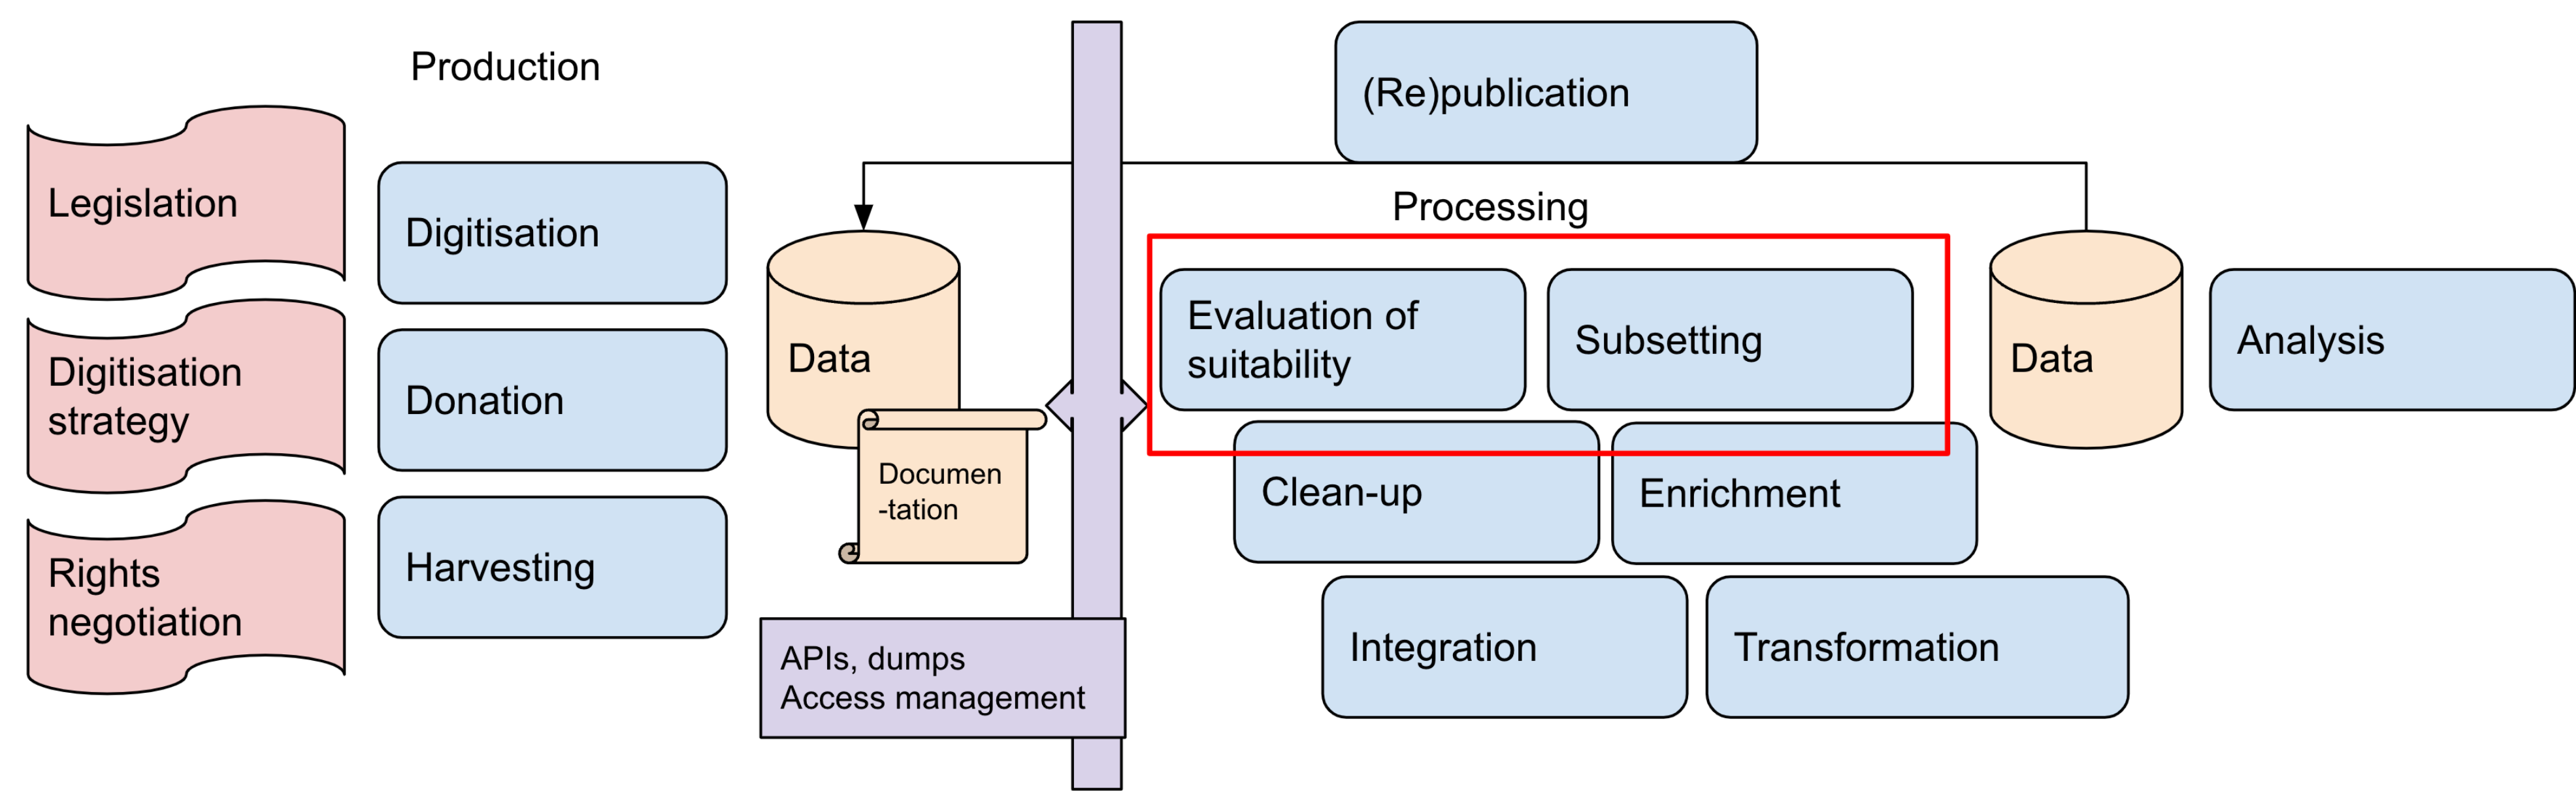 Production
Legislation
Digitisation
strategy
Rights
negotiation
Digitisation
Donation
Harvesting
Data
Documen
-tation
APIs, dumps
Access management
(Re)publication
Processing
Evaluation of
suitability
Subsetting
Clean-up
Enrichment
Integration
Transformation
Data
Analysis